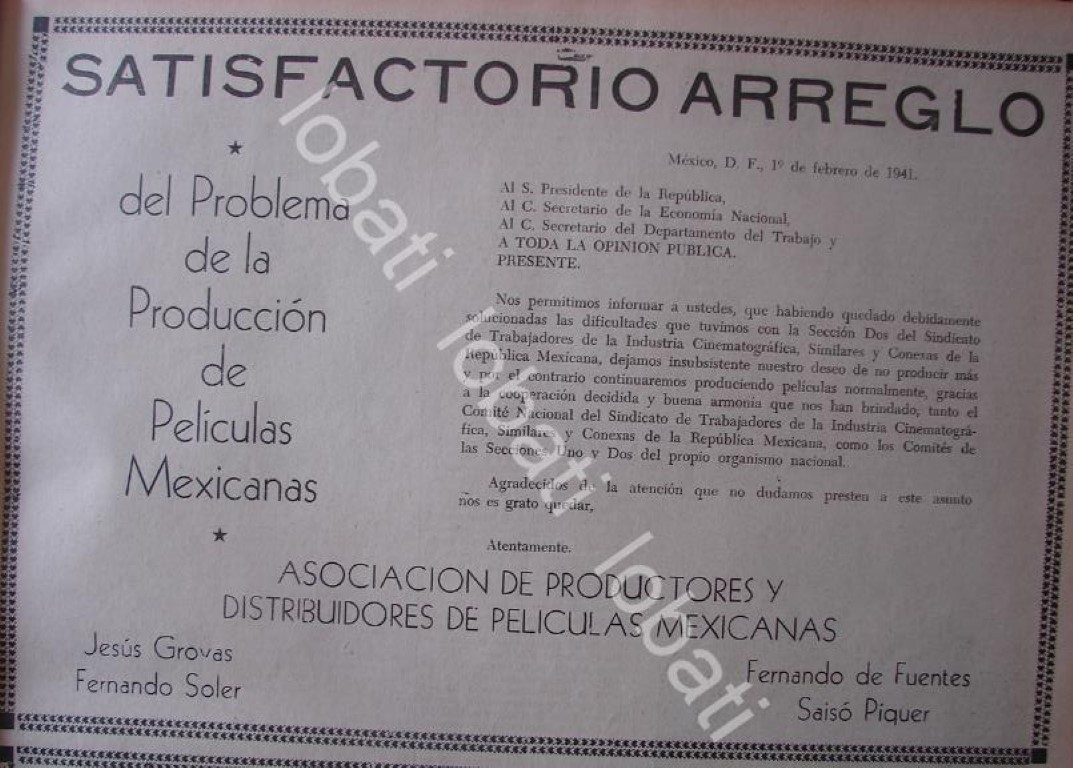 SATISFACTORIO ARREGLO
del Problema
de la
Producción
de
Películas
Mexicanas
México, D. F., 1º de febrero de 1941.
Al S. Presidente de la República,
Al C. Secretario de la Economía Nacional,
Al C. Secretario del Departamento del Trabajo y
A TODA LA OPINION PUBLICA.
PRESENTE.
Nos permitimos informar a ustedes, que habiendo quedado debidamente
solucionadas las dificultades que tuvimos con la Sección Dos del Sindicato
de Trabajadores de la Industria Cinematográfica, Similares y Conexas de la
República Mexicana, dejamos insubsistente nuestro deseo de no producir más
y por el contrario continuaremos produciendo películas normalmente, gracias
a la cooperación decidida y buena armonía que nos han brindado, tanto el
Comité Nacional del Sindicato de Trabajadores de la Industria Cinematográ-
fica, Similares y Conexas de la República Mexicana, como los Comités de
las Secciones Uno y Dos del propio organismo nacional.
Agradecidos de la atención que no dudamos presten a este asunto
nos es grato quedar,
Atentamente.
ASOCIACION DE PRODUCTORES Y
DISTRIBUIDORES DE PELICULAS MEXICANAS
Jesús Grovas
Fernando Soler
Fernando de Fuentes
Saisó Piquer
lobati
lobati
lobati